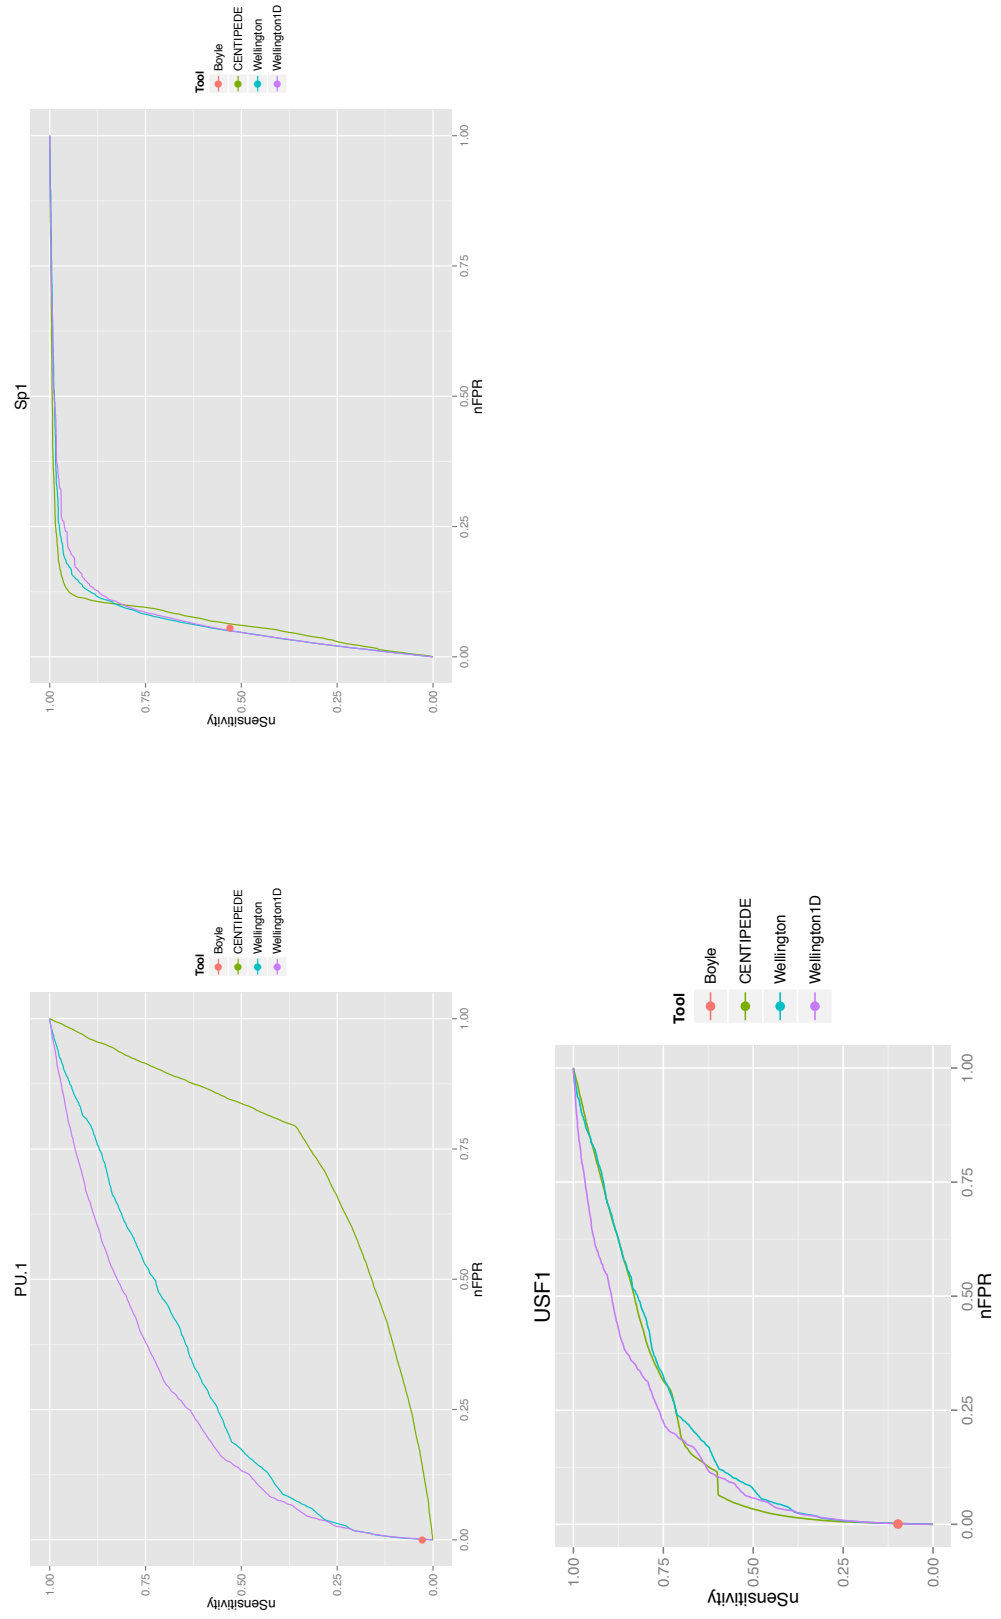 PU.1
1.00
0.75
0.50
0.25
0.00
nSensitivity
0.00
0.25
0.50
0.75
1.00
nFPR
Tool
Boyle
CENTIPEDE
Wellington
Wellington1D
Sp1
1.00
0.75
0.50
0.25
0.00
nSensitivity
0.00
0.25
0.50
0.75
1.00
nFPR
Tool
Boyle
CENTIPEDE
Wellington
Wellington1D
USF1
1.00
0.75
0.50
0.25
0.00
nSensitivity
0.00
0.25
0.50
0.75
1.00
nFPR
Tool
Boyle
CENTIPEDE
Wellington
Wellington1D